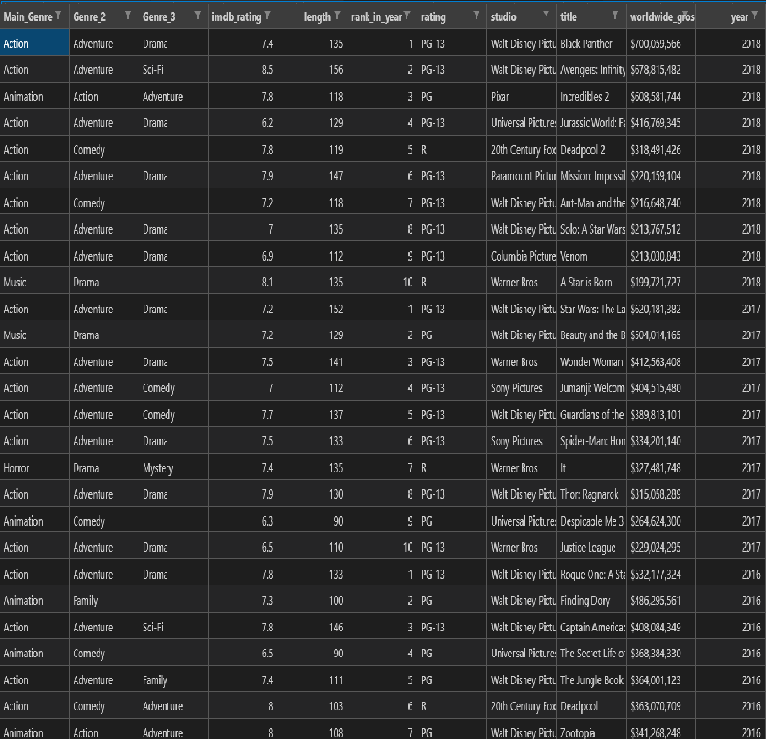 Main_Genre Genre_2 Genre_3 imdb_rating length rank_in_year rating studio title worldwide_gros year
Action Adventure Drama 7.4 135 1 PG-13 Walt Disney Pictu Black Panther $700,059,566 2018
Action Adventure Sci-Fi 8.5 156 2 PG-13 Walt Disney Pictu Avengers: Infinity $678,815,482 2018
Animation Action Adventure 7.8 118 3 PG Pixar Incredibles 2 $608,581,744 2018
Action Adventure Drama 6.2 129 4 PG-13 Universal Pictures Jurassic World: Fa $416,769,345 2018
Action Comedy 7.8 119 5 R 20th Century Fox Deadpool 2 $318,491,426 2018
Action Adventure Drama 7.9 147 6 PG-13 Paramount Pictur Mission: Impossil $220,159,104 2018
Action Comedy 7.2 118 7 PG-13 Walt Disney Pictu Ant-Man and the $216,648,740 2018
Action Adventure Drama 7 135 8 PG-13 Walt Disney Pictu Solo: A Star Wars $213,767,512 2018
Action Adventure Drama 6.9 112 9 PG-13 Columbia Picture Venom $213,030,843 2018
Music Drama 8.1 135 10 R Warner Bros A Star is Born $199,721,727 2018
Action Adventure Drama 7.2 152 1 PG-13 Walt Disney Pictu Star Wars: The La $620,181,382 2017
Music Drama 7.2 129 2 PG Walt Disney Pictu Beauty and the B $504,014,165 2017
Action Adventure Drama 7.5 141 3 PG-13 Warner Bros Wonder Woman $412,563,408 2017
Action Adventure Comedy 7 112 4 PG-13 Sony Pictures Jumanji: Welcom $404,515,480 2017
Action Adventure Comedy 7.7 137 5 PG-13 Walt Disney Pictu Guardians of the $389,813,101 2017
Action Adventure Drama 7.5 133 6 PG-13 Sony Pictures Spider-Man: Hon $334,201,140 2017
Horror Drama Mystery 7.4 135 7 R Warner Bros It $327,481,748 2017
Action Adventure Drama 7.9 130 8 PG-13 Walt Disney Pictu Thor: Ragnarok $315,058,289 2017
Animation Comedy 6.3 90 9 PG Universal Pictures Despicable Me 3 $264,624,300 2017
Action Adventure Drama 6.5 110 10 PG-13 Warner Bros Justice League $229,024,295 2017
Action Adventure Drama 7.8 133 1 PG-13 Walt Disney Pictu Rogue One: A Sta $532,177,324 2016
Animation Family 7.3 100 2 PG Walt Disney Pictu Finding Dory $486,295,561 2016
Action Adventure Sci-Fi 7.8 146 3 PG-13 Walt Disney Pictu Captain America: $408,084,349 2016
Animation Comedy 6.5 90 4 PG Universal Pictures The Secret Life of $368,384,330 2016
Action Adventure Family 7.4 111 5 PG Walt Disney Pictu The Jungle Book $364,001,123 2016
Action Comedy Adventure 8 103 6 R 20th Century Fox Deadpool $363,070,709 2016
Animation Action Adventure 8 108 7 PG Walt Disney Pictu Zootopia $341,268,248 2016